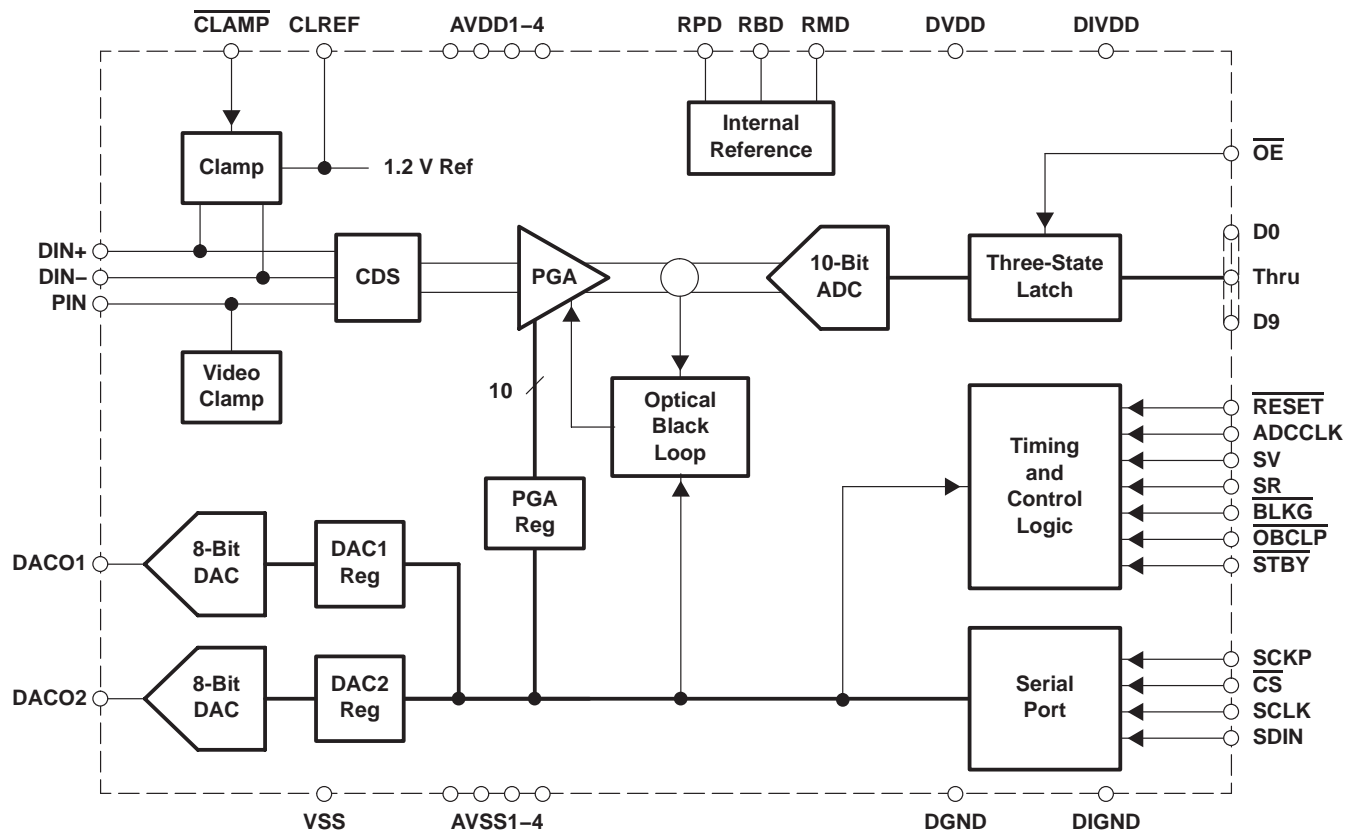 CLAMP CLREF AVDD1–4 RPD RBD RMD DVDD DIVDD
Internal
Reference
Clamp
1.2 V Ref
OE
DIN+
DIN–
PIN
CDS
PGA
10-Bit
ADC
Three-State
Latch
D0
Thru
D9
Video
Clamp
10
Optical
Black
Loop
PGA
Reg
Timing
and
Control
Logic
RESET
ADCCLK
SV
SR
BLKG
OBCLP
STBY
DACO1
8-Bit
DAC
DAC1
Reg
DACO2
8-Bit
DAC
DAC2
Reg
Serial
Port
SCKP
CS
SCLK
SDIN
VSS AVSS1–4 DGND DIGND